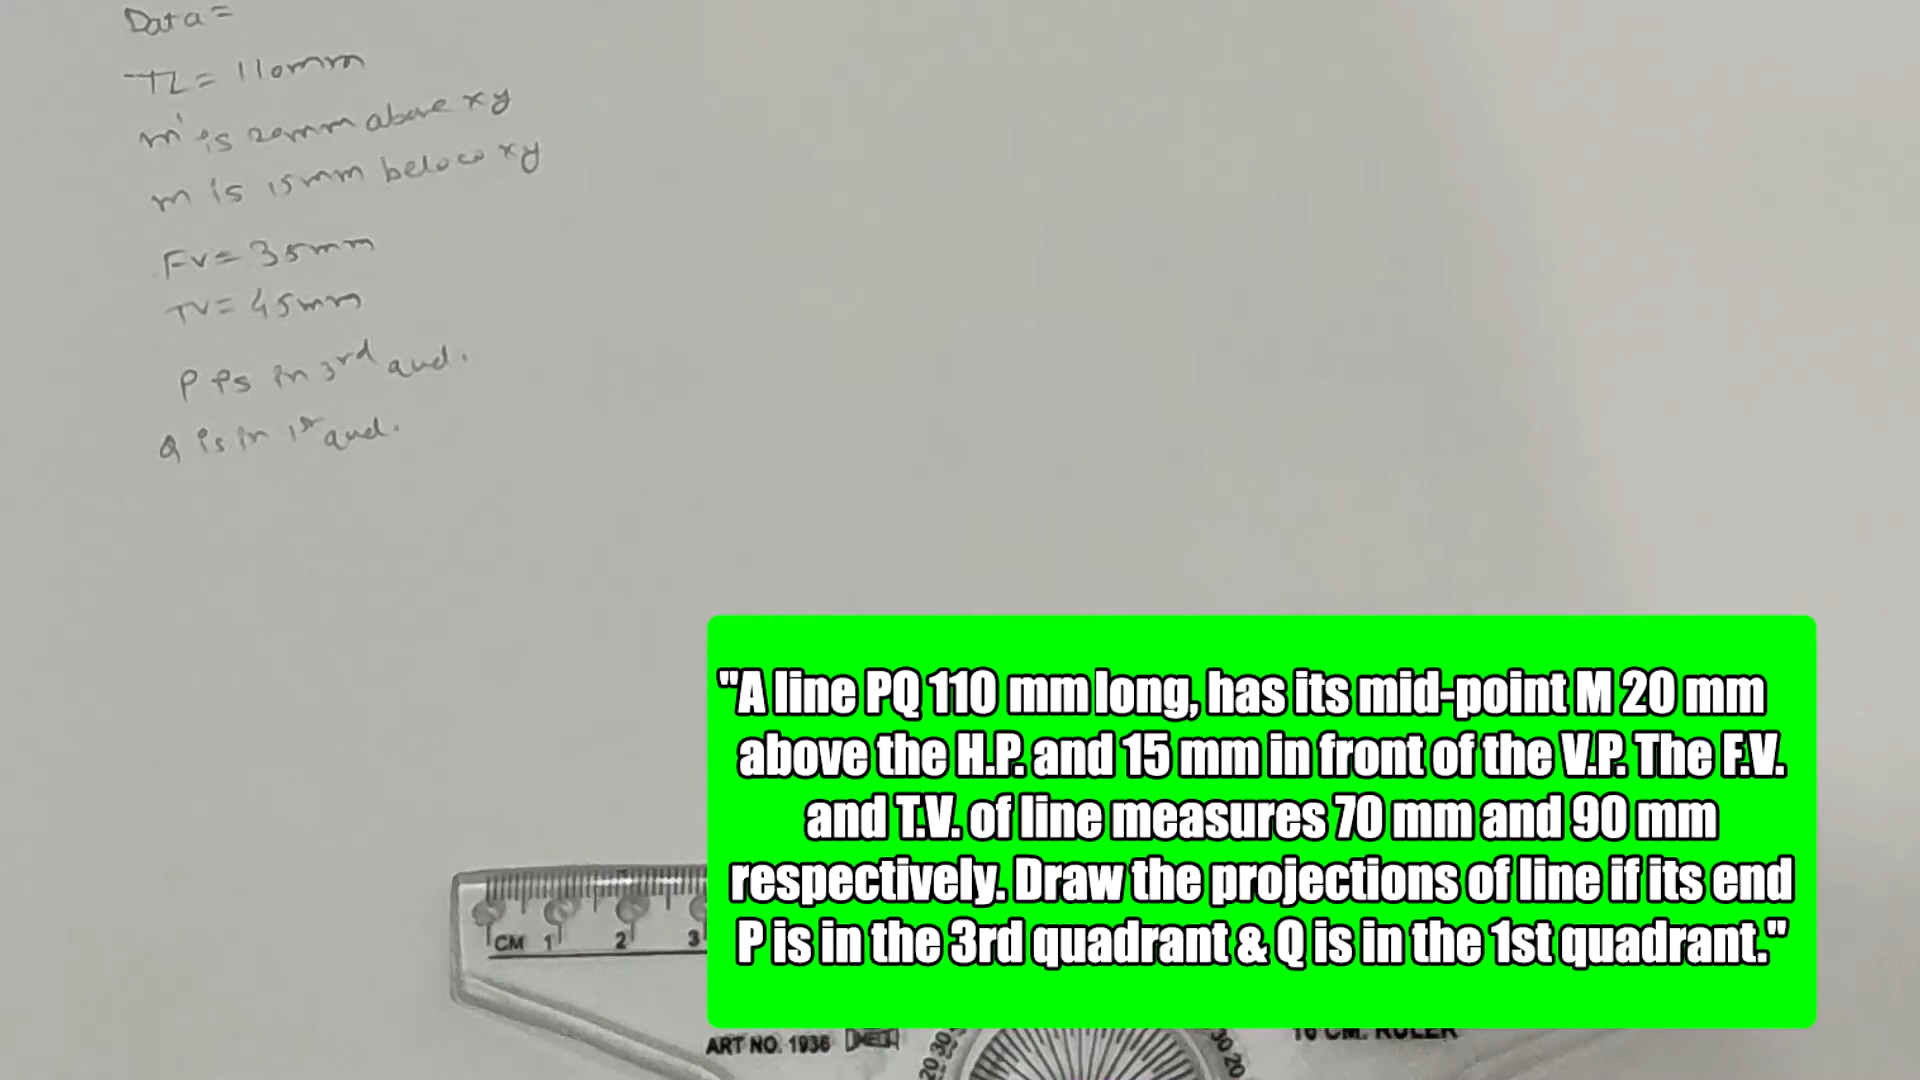 Data =
TL = 110mm
m' is 20mm above xy
m is 15mm below xy
FV = 35mm
TV = 45mm
P is in 3rd qud.
Q is in 1st qud.
"A line PQ 110 mm long, has its mid-point M 20 mm
above the H.P. and 15 mm in front of the V.P. The F.V.
and T.V. of line measures 70 mm and 90 mm
respectively. Draw the projections of line if its end
P is in the 3rd quadrant & Q is in the 1st quadrant."
CM 1 2 3
ART NO. 1936
16 CM. RULER
20 30
30 20